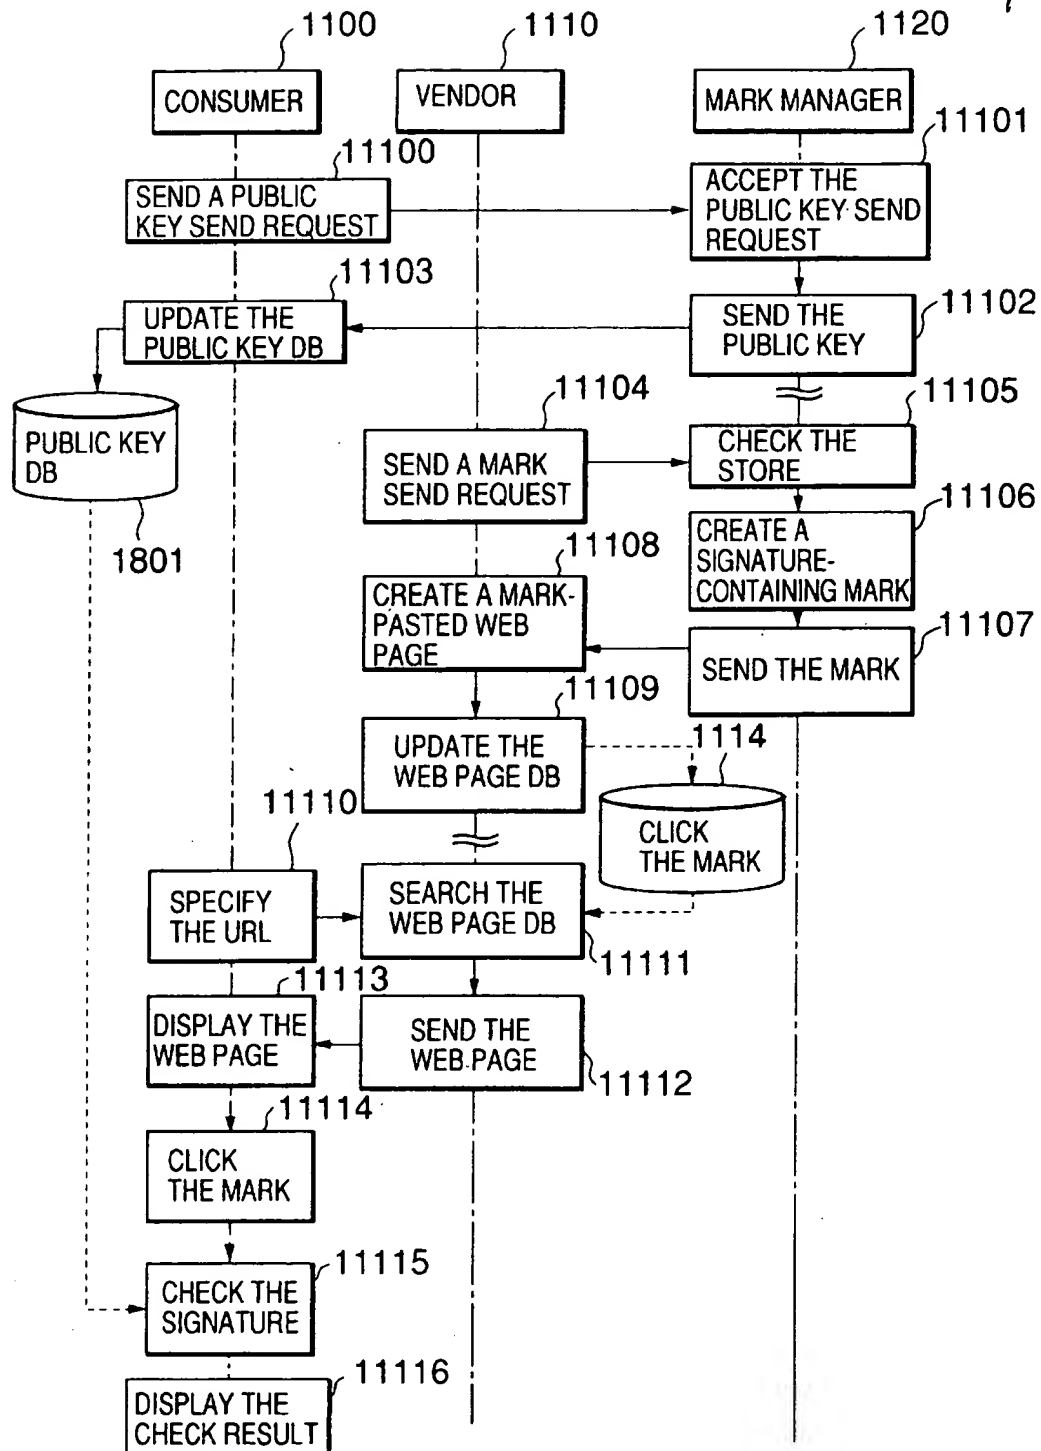 1100
1110
1120
CONSUMER
VENDOR
MARK MANAGER
11100
11101
SEND A PUBLIC
KEY SEND REQUEST
ACCEPT THE
PUBLIC KEY SEND
REQUEST
11103
11102
UPDATE THE
PUBLIC KEY DB
SEND THE
PUBLIC KEY
PUBLIC KEY
DB
1801
11104
11105
SEND A MARK
SEND REQUEST
CHECK THE
STORE
11106
CREATE A
SIGNATURE-
CONTAINING MARK
11108
CREATE A MARK-
PASTED WEB
PAGE
11107
SEND THE MARK
11109
UPDATE THE
WEB PAGE DB
1114
CLICK
THE MARK
11110
SPECIFY
THE URL
SEARCH THE
WEB PAGE DB
11111
11113
DISPLAY THE
WEB PAGE
SEND THE
WEB PAGE
11112
11114
CLICK
THE MARK
11115
CHECK THE
SIGNATURE
11116
DISPLAY THE
CHECK RESULT